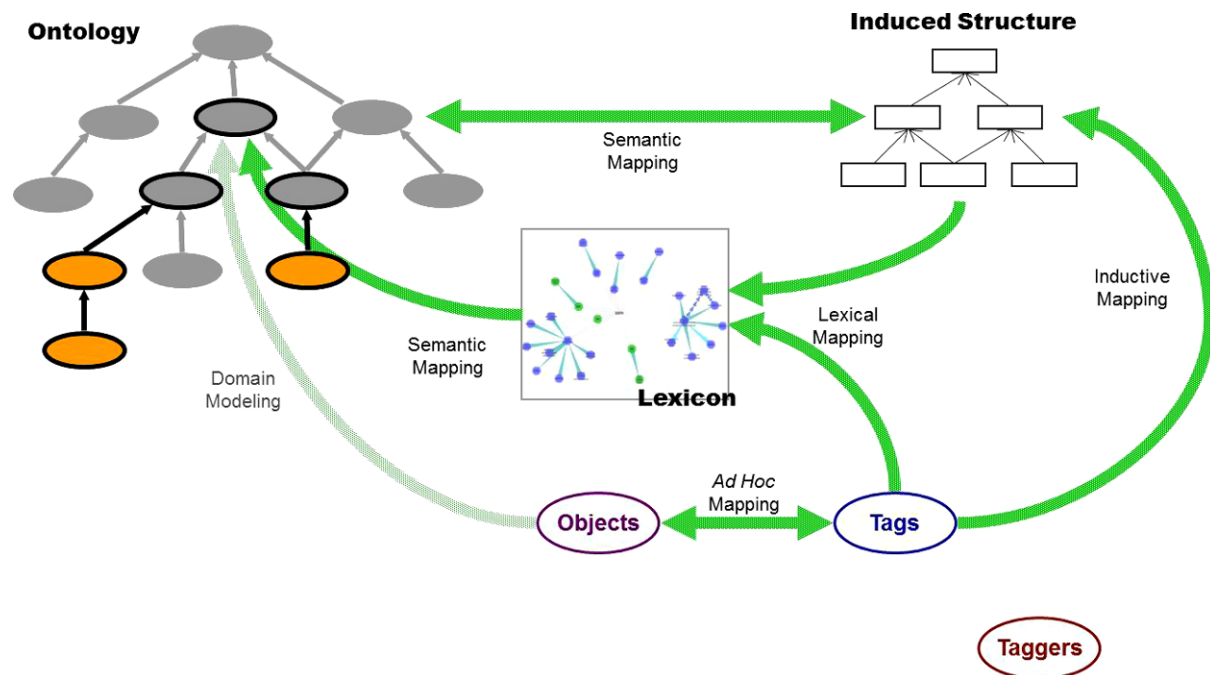 Induced Structure
Ontology
Semantic
Mapping
Inductive
Mapping
Lexical
Mapping
Semantic
Mapping
Domain
Modeling
Lexicon
Ad Hoc
Mapping
Objects
Tags
Taggers